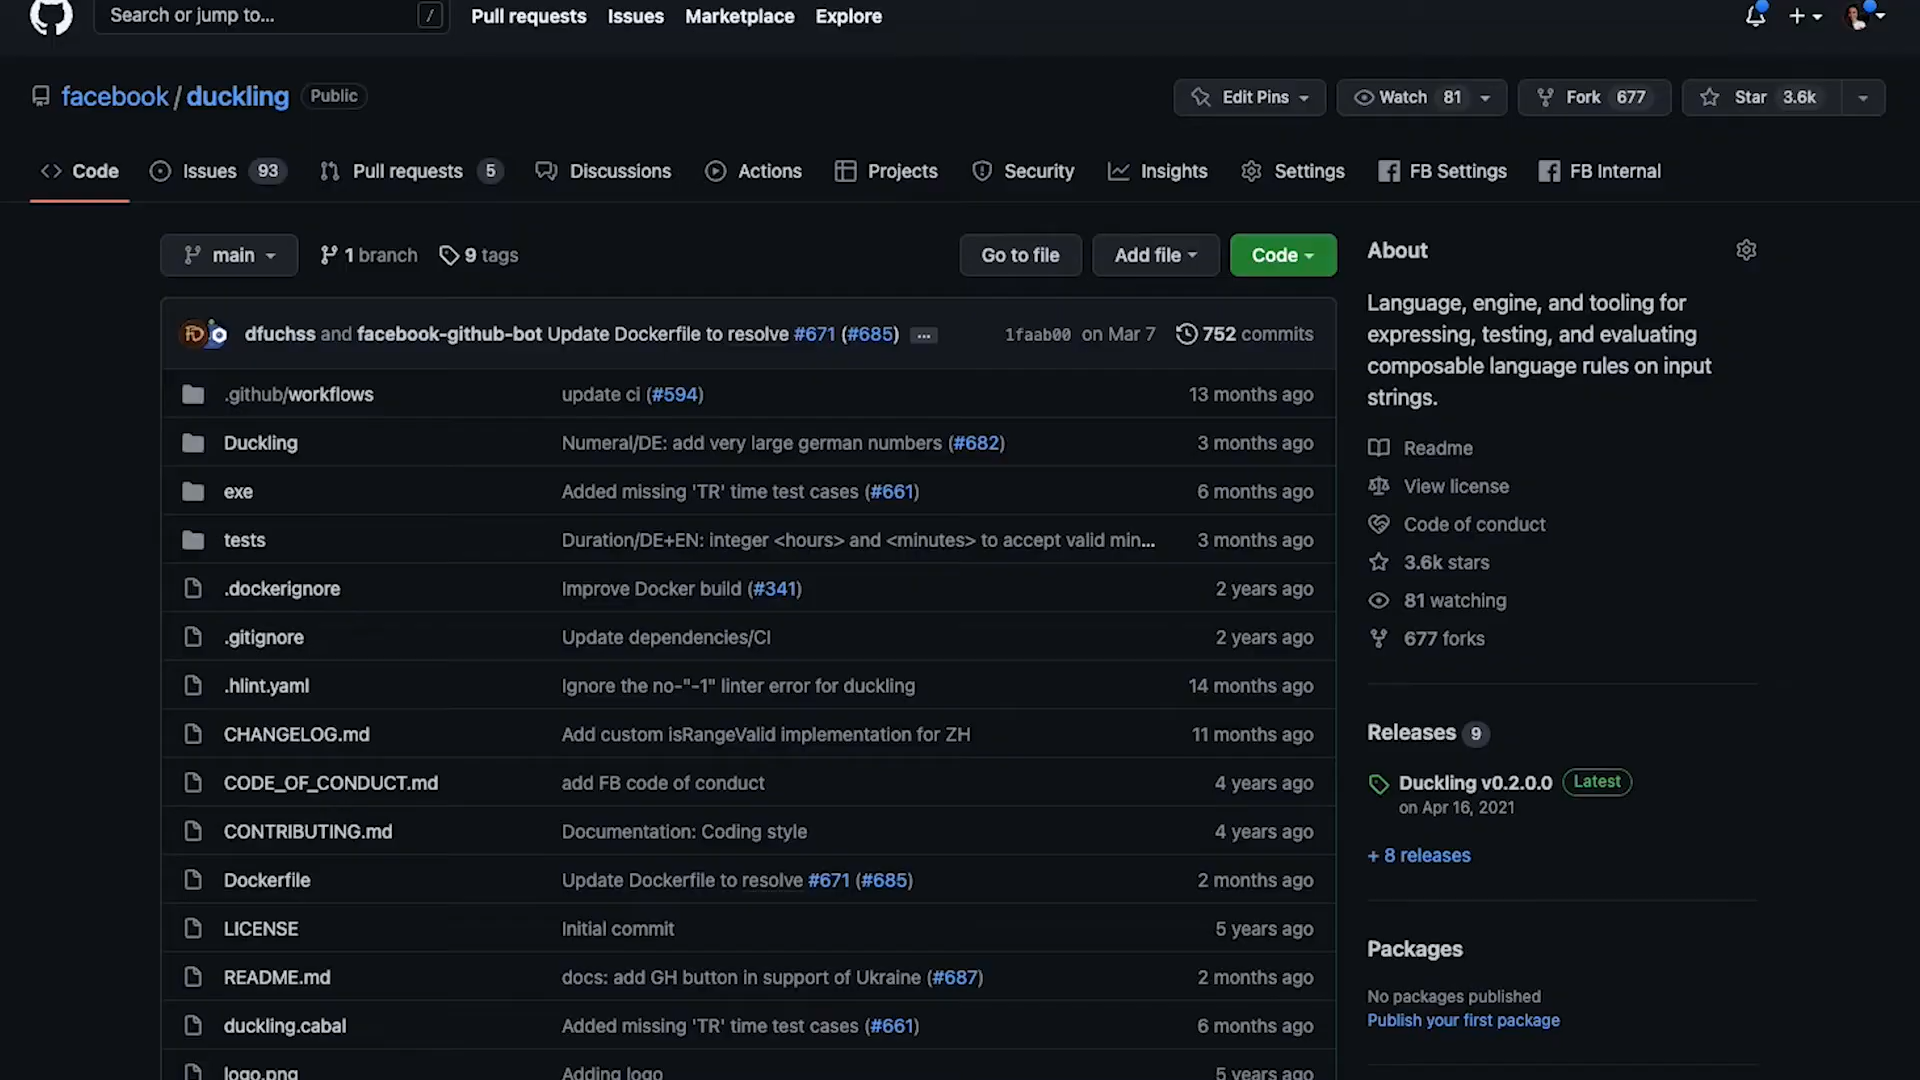 Search or jump to... /
Pull requests Issues Marketplace Explore
facebook / duckling Public
Edit Pins Watch 81 Fork 677 Star 3.6k
Code Issues 93 Pull requests 5 Discussions Actions Projects Security Insights Settings FB Settings FB Internal
main 1 branch 9 tags
Go to file Add file Code
dfuchss and facebook-github-bot Update Dockerfile to resolve #671 (#685) ... 1faab00 on Mar 7 752 commits
.github/workflows update ci (#594) 13 months ago
Duckling Numeral/DE: add very large german numbers (#682) 3 months ago
exe Added missing 'TR' time test cases (#661) 6 months ago
tests Duration/DE+EN: integer <hours> and <minutes> to accept valid min... 3 months ago
.dockerignore Improve Docker build (#341) 2 years ago
.gitignore Update dependencies/CI 2 years ago
.hlint.yaml Ignore the no-"-1" linter error for duckling 14 months ago
CHANGELOG.md Add custom isRangeValid implementation for ZH 11 months ago
CODE_OF_CONDUCT.md add FB code of conduct 4 years ago
CONTRIBUTING.md Documentation: Coding style 4 years ago
Dockerfile Update Dockerfile to resolve #671 (#685) 2 months ago
LICENSE Initial commit 5 years ago
README.md docs: add GH button in support of Ukraine (#687) 2 months ago
duckling.cabal Added missing 'TR' time test cases (#661) 6 months ago
logo.png Adding logo 5 years ago
About
Language, engine, and tooling for
expressing, testing, and evaluating
composable language rules on input
strings.
Readme
View license
Code of conduct
3.6k stars
81 watching
677 forks
Releases 9
Duckling v0.2.0.0 Latest
on Apr 16, 2021
+ 8 releases
Packages
No packages published
Publish your first package